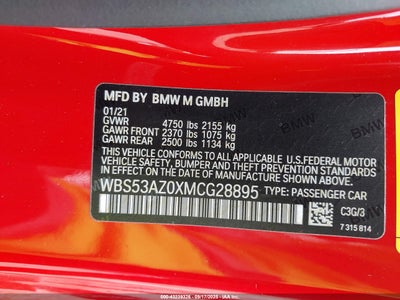 MFD BY BMW M GMBH
01/21
GVWR 4750 lbs 2155 kg
GAWR FRONT 2370 lbs 1075 kg
GAWR REAR 2500 lbs 1134 kg
THIS VEHICLE CONFORMS TO ALL
APPLICABLE U.S.FEDERAL MOTOR
VEHICLE SAFETY, BUMPER, AND THEFT
PREVENTION STANDARDS IN EFFECT ON THE
DATE OF MANUFACTURE SHOWN ABOVE.
WBS53AZ0XMCG28895 TYPE: PASSENGER CAR
C3G/3
7 315 814